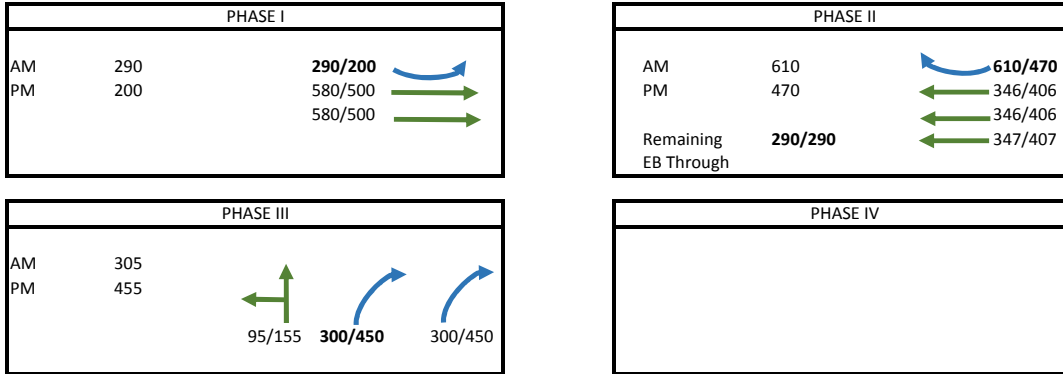 PHASE I
AM 290 290/200
PM 200 580/500
580/500
PHASE II
AM 610 610/470
PM 470 346/406
346/406
Remaining 290/290 347/407
EB Through
PHASE III
AM 305
PM 455
95/155 300/450 300/450
PHASE IV